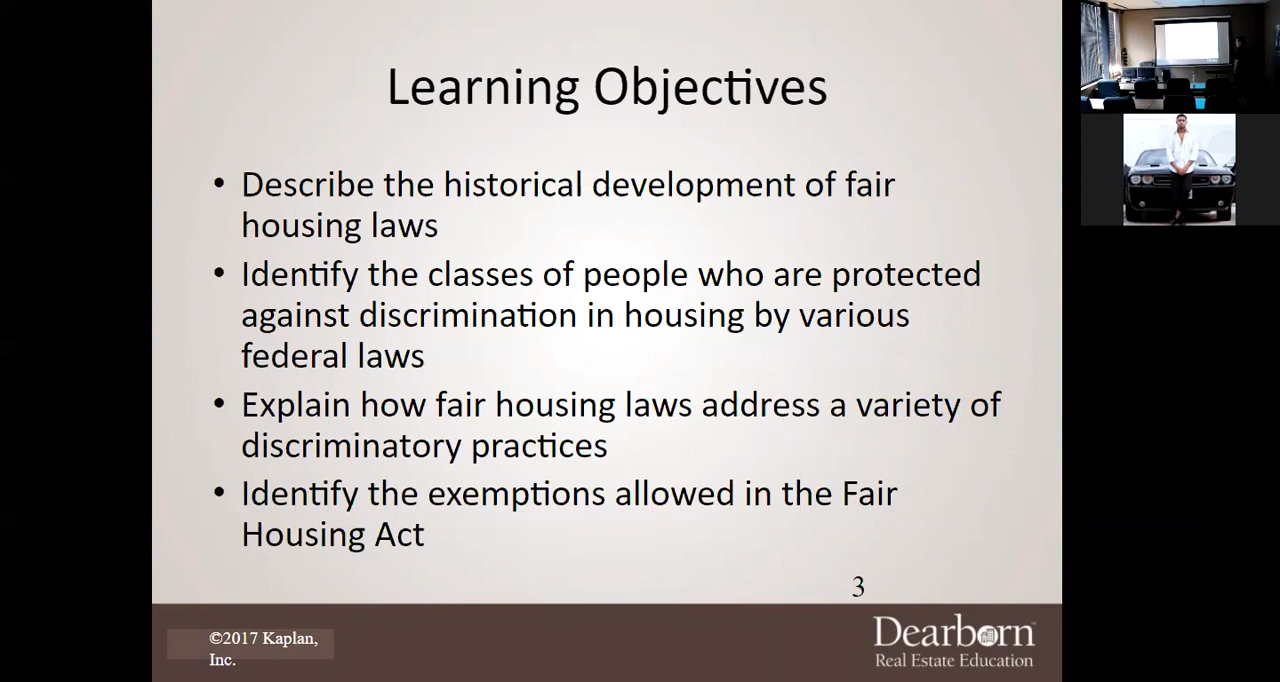 Learning Objectives
• Describe the historical development of fair
housing laws
• Identify the classes of people who are protected
against discrimination in housing by various
federal laws
• Explain how fair housing laws address a variety of
discriminatory practices
• Identify the exemptions allowed in the Fair
Housing Act
3
©2017 Kaplan,
Inc.
Dearborn™
Real Estate Education